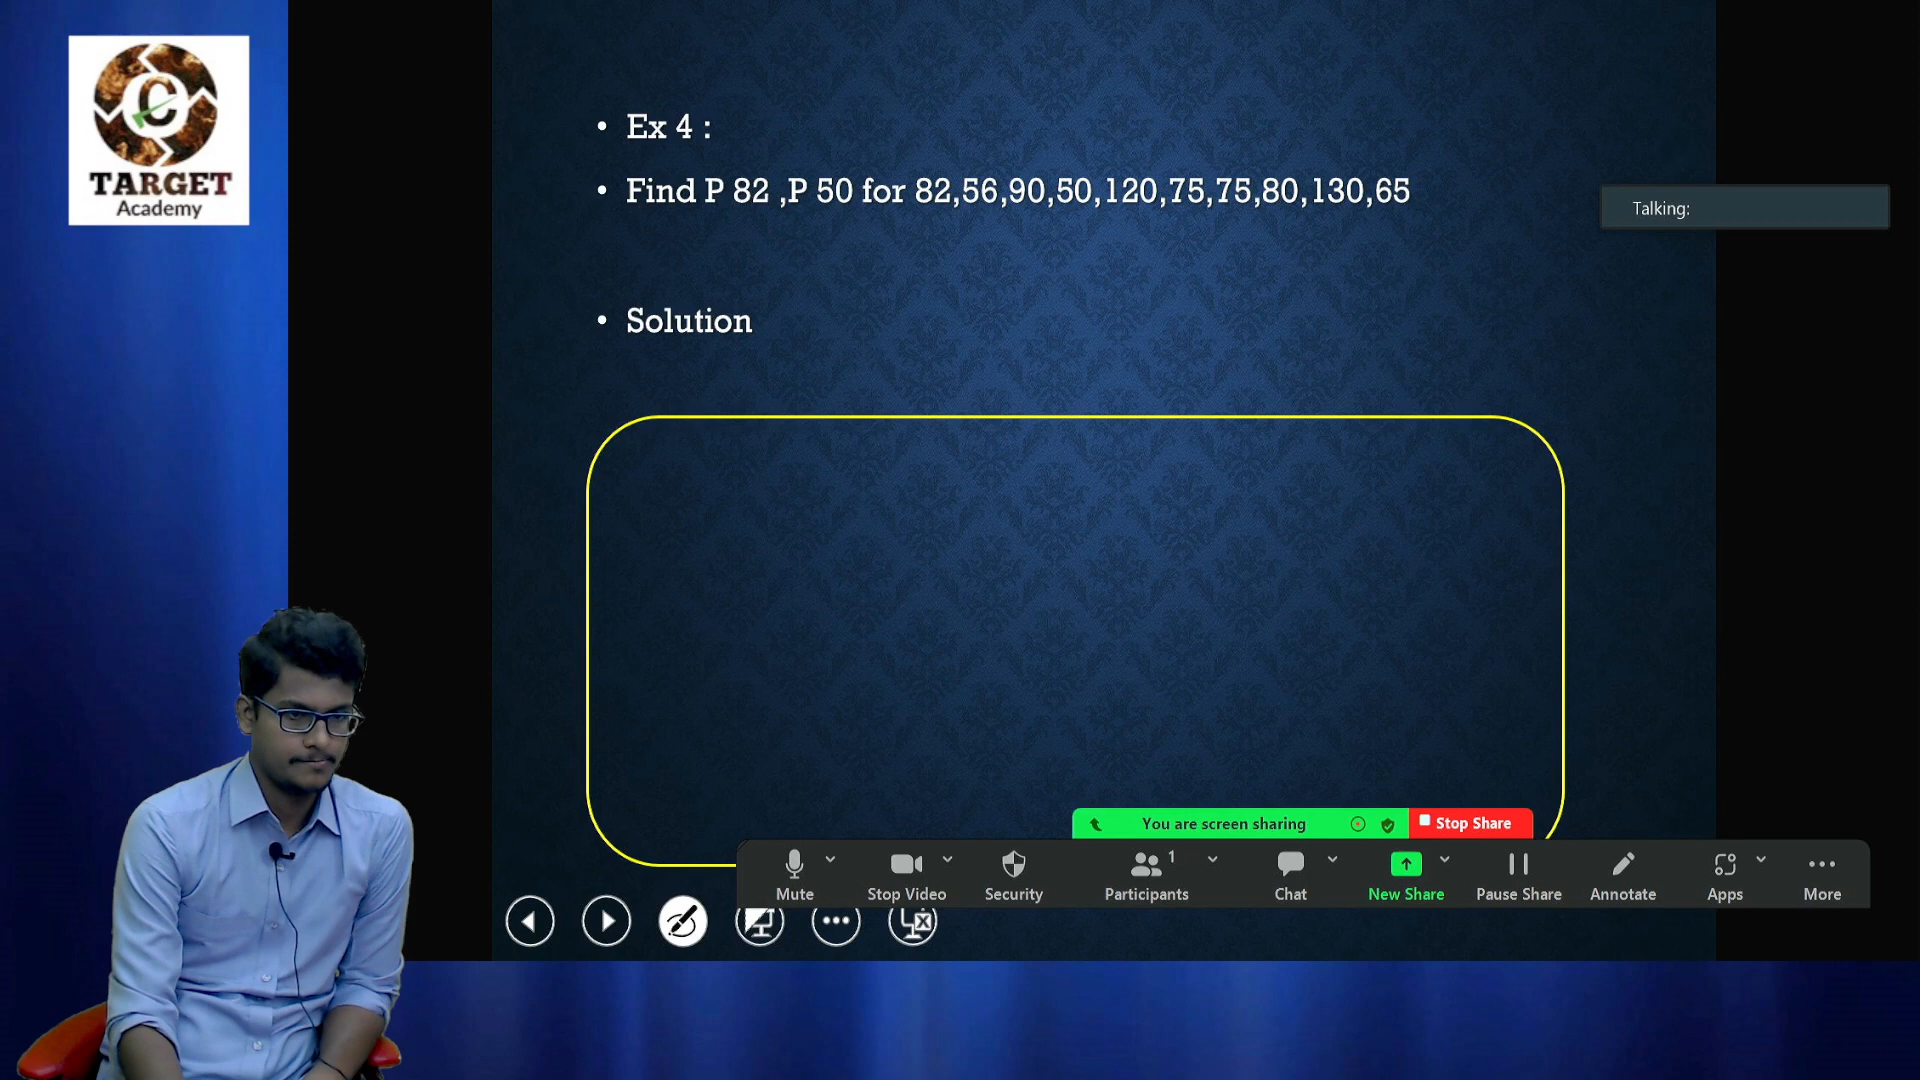 C
TARGET
Academy
• Ex 4 :
• Find P 82 ,P 50 for 82,56,90,50,120,75,75,80,130,65
Talking:
• Solution
You are screen sharing
Stop Share
1
Mute
Stop Video
Security
Participants
Chat
New Share
Pause Share
Annotate
Apps
More